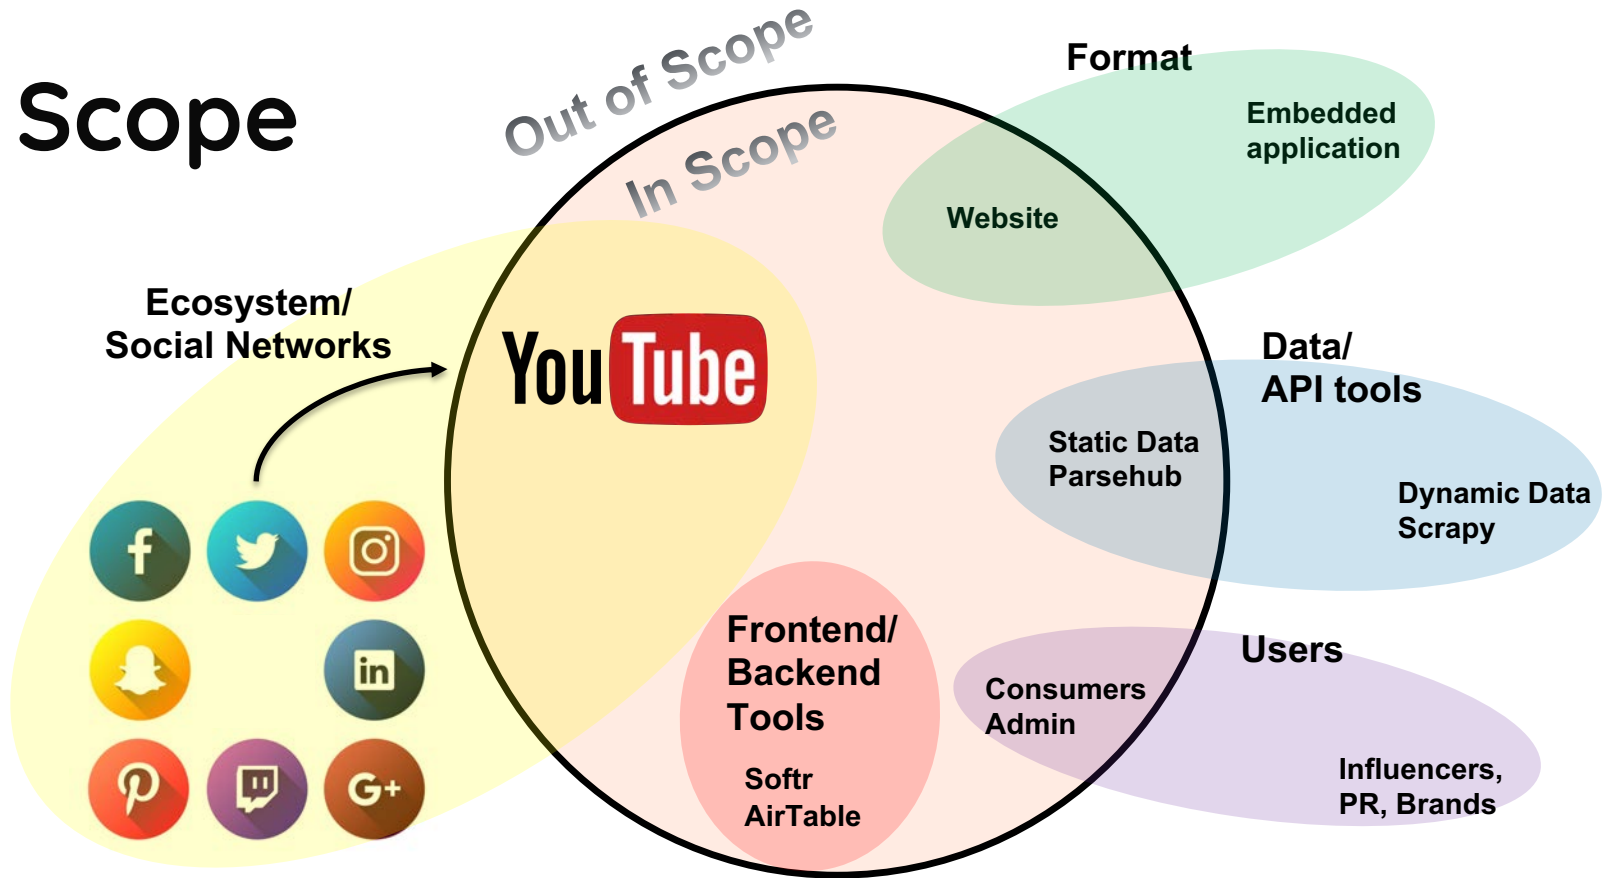 Scope
Out of Scope
In Scope
Format
Embedded
application
Website
Ecosystem/
Social Networks
YouTube
Data/
API tools
Static Data
Parsehub
Dynamic Data
Scrapy
f
in
G+
Frontend/
Backend
Tools
Softr
AirTable
Users
Consumers
Admin
Influencers,
PR, Brands